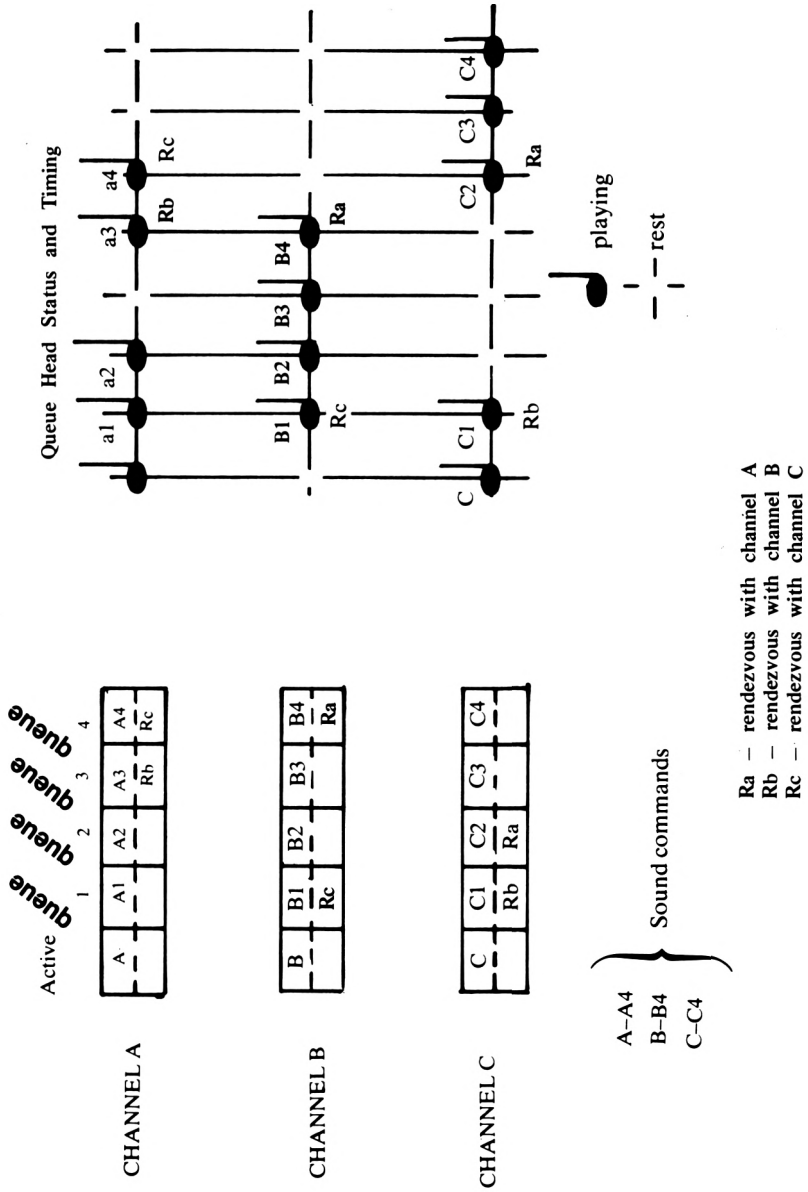 Queue Head Status and Timing
Active queue queue queue queue
1 2 3 4
CHANNEL A
A A1 A2 A3 A4
Rb Rc
a1 a2 a3 a4
Rb Rc
CHANNEL B
B B1 B2 B3 B4
Rc Ra
B1 B2 B3 B4
Rc Ra
CHANNEL C
C C1 C2 C3 C4
Rb Ra
C C1 C2 C3 C4
Rb Ra
A–A4
B–B4
C–C4
Sound commands
playing
rest
Ra – rendezvous with channel A
Rb – rendezvous with channel B
Rc – rendezvous with channel C